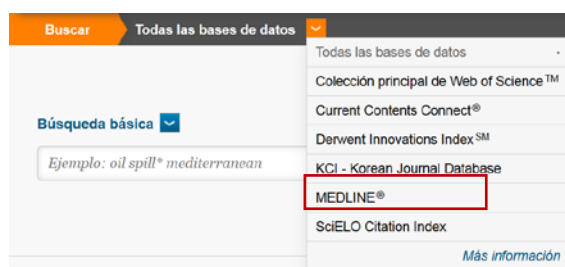 Buscar
Todas las bases de datos
Todas las bases de datos
Colección principal de Web of Science™
Current Contents Connect®
Búsqueda básica
Derwent Innovations Index℠
Ejemplo: oil spill* mediterranean
KCI - Korean Journal Database
MEDLINE®
SciELO Citation Index
Más información